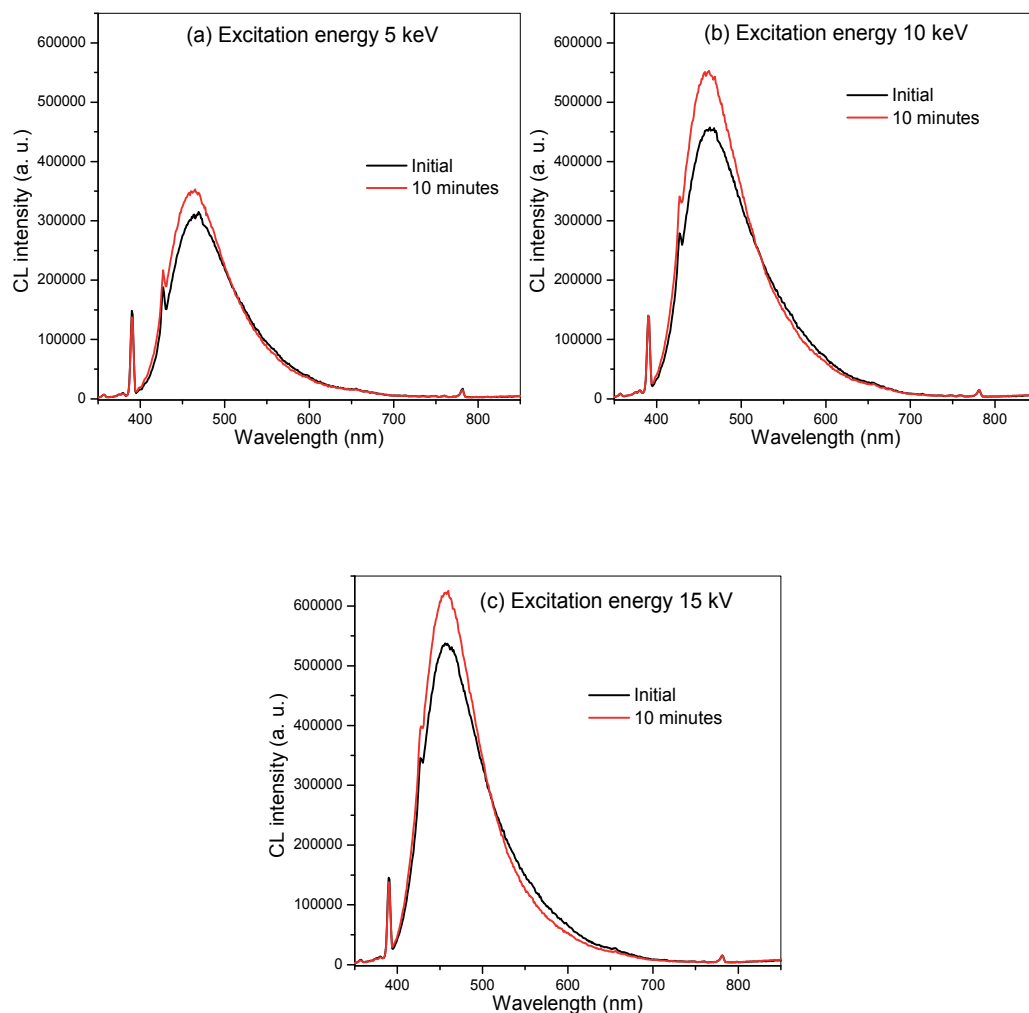 (a) Excitation energy 5 keV
600000
500000
400000
300000
200000
100000
0
CL intensity (a. u.)
Initial
10 minutes
400 500 600 700 800
Wavelength (nm)
(b) Excitation energy 10 keV
600000
500000
400000
300000
200000
100000
0
CL intensity (a. u.)
Initial
10 minutes
400 500 600 700 800
Wavelength (nm)
(c) Excitation energy 15 kV
600000
500000
400000
300000
200000
100000
0
CL intensity (a. u.)
Initial
10 minutes
400 500 600 700 800
Wavelength (nm)